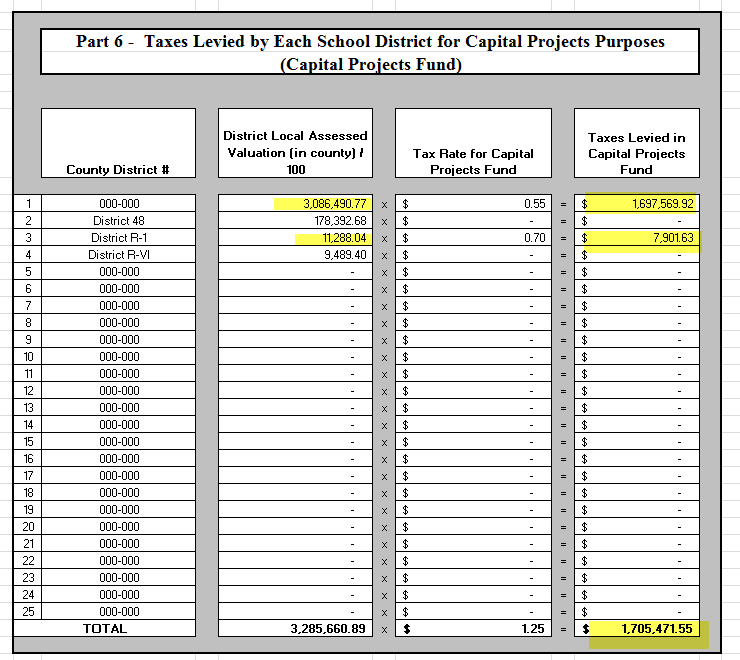 Part 6 - Taxes Levied by Each School District for Capital Projects Purposes
(Capital Projects Fund)
County District #
District Local Assessed
Valuation (in county) /
100
Tax Rate for Capital
Projects Fund
Taxes Levied in
Capital Projects
Fund
1 000-000 3,086,490.77 x $ 0.55 = $ 1,697,569.92
2 District 48 178,392.68 x $ - = $ -
3 District R-1 11,288.04 x $ 0.70 = $ 7,901.63
4 District R-VI 9,489.40 x $ - = $ -
5 000-000 - x $ - = $ -
6 000-000 - x $ - = $ -
7 000-000 - x $ - = $ -
8 000-000 - x $ - = $ -
9 000-000 - x $ - = $ -
10 000-000 - x $ - = $ -
11 000-000 - x $ - = $ -
12 000-000 - x $ - = $ -
13 000-000 - x $ - = $ -
14 000-000 - x $ - = $ -
15 000-000 - x $ - = $ -
16 000-000 - x $ - = $ -
17 000-000 - x $ - = $ -
18 000-000 - x $ - = $ -
19 000-000 - x $ - = $ -
20 000-000 - x $ - = $ -
21 000-000 - x $ - = $ -
22 000-000 - x $ - = $ -
23 000-000 - x $ - = $ -
24 000-000 - x $ - = $ -
25 000-000 - x $ - = $ -
TOTAL 3,285,660.89 x $ 1.25 = $ 1,705,471.55